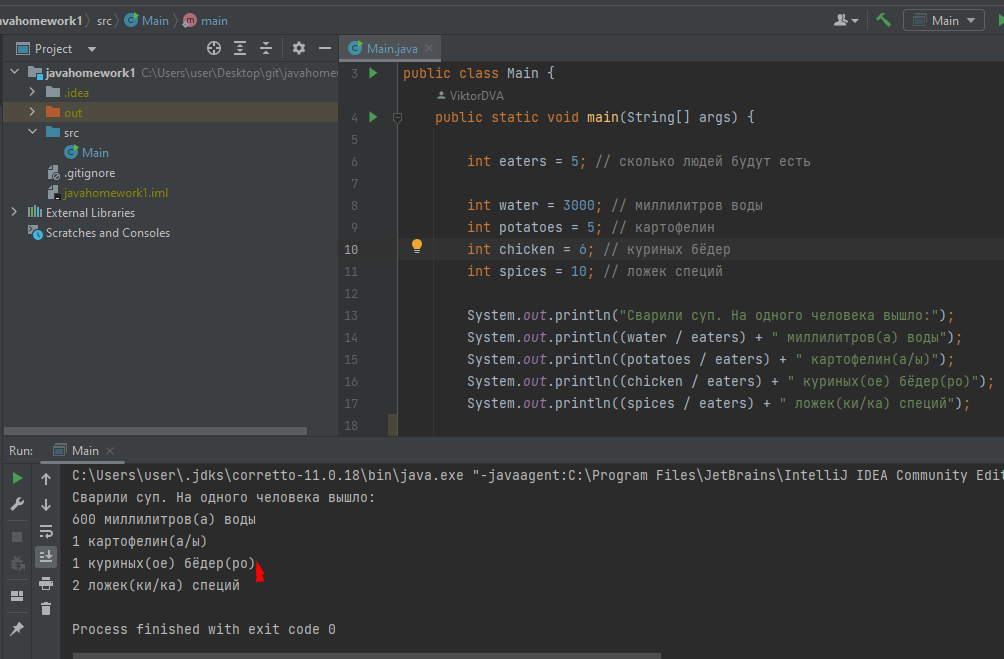 avahomework1 src Main main Main
Project Main.java
javahomework1 C:\Users\user\Desktop\git\javahomew
.idea
out
src
Main
.gitignore
javahomework1.iml
External Libraries
Scratches and Consoles
3 public class Main {
ViktorDVA
4 public static void main(String[] args) {
5
6 int eaters = 5; // сколько людей будут есть
7
8 int water = 3000; // миллилитров воды
9 int potatoes = 5; // картофелин
10 int chicken = 6; // куриных бёдер
11 int spices = 10; // ложек специй
12
13 System.out.println("Сварили суп. На одного человека вышло:");
14 System.out.println((water / eaters) + " миллилитров(а) воды");
15 System.out.println((potatoes / eaters) + " картофелин(а/ы)");
16 System.out.println((chicken / eaters) + " куриных(ое) бёдер(ро)");
17 System.out.println((spices / eaters) + " ложек(ки/ка) специй");
18
Run: Main
C:\Users\user\.jdks\corretto-11.0.18\bin\java.exe "-javaagent:C:\Program Files\JetBrains\IntelliJ IDEA Community Edit
Сварили суп. На одного человека вышло:
600 миллилитров(а) воды
1 картофелин(а/ы)
1 куриных(ое) бёдер(ро)
2 ложек(ки/ка) специй
Process finished with exit code 0